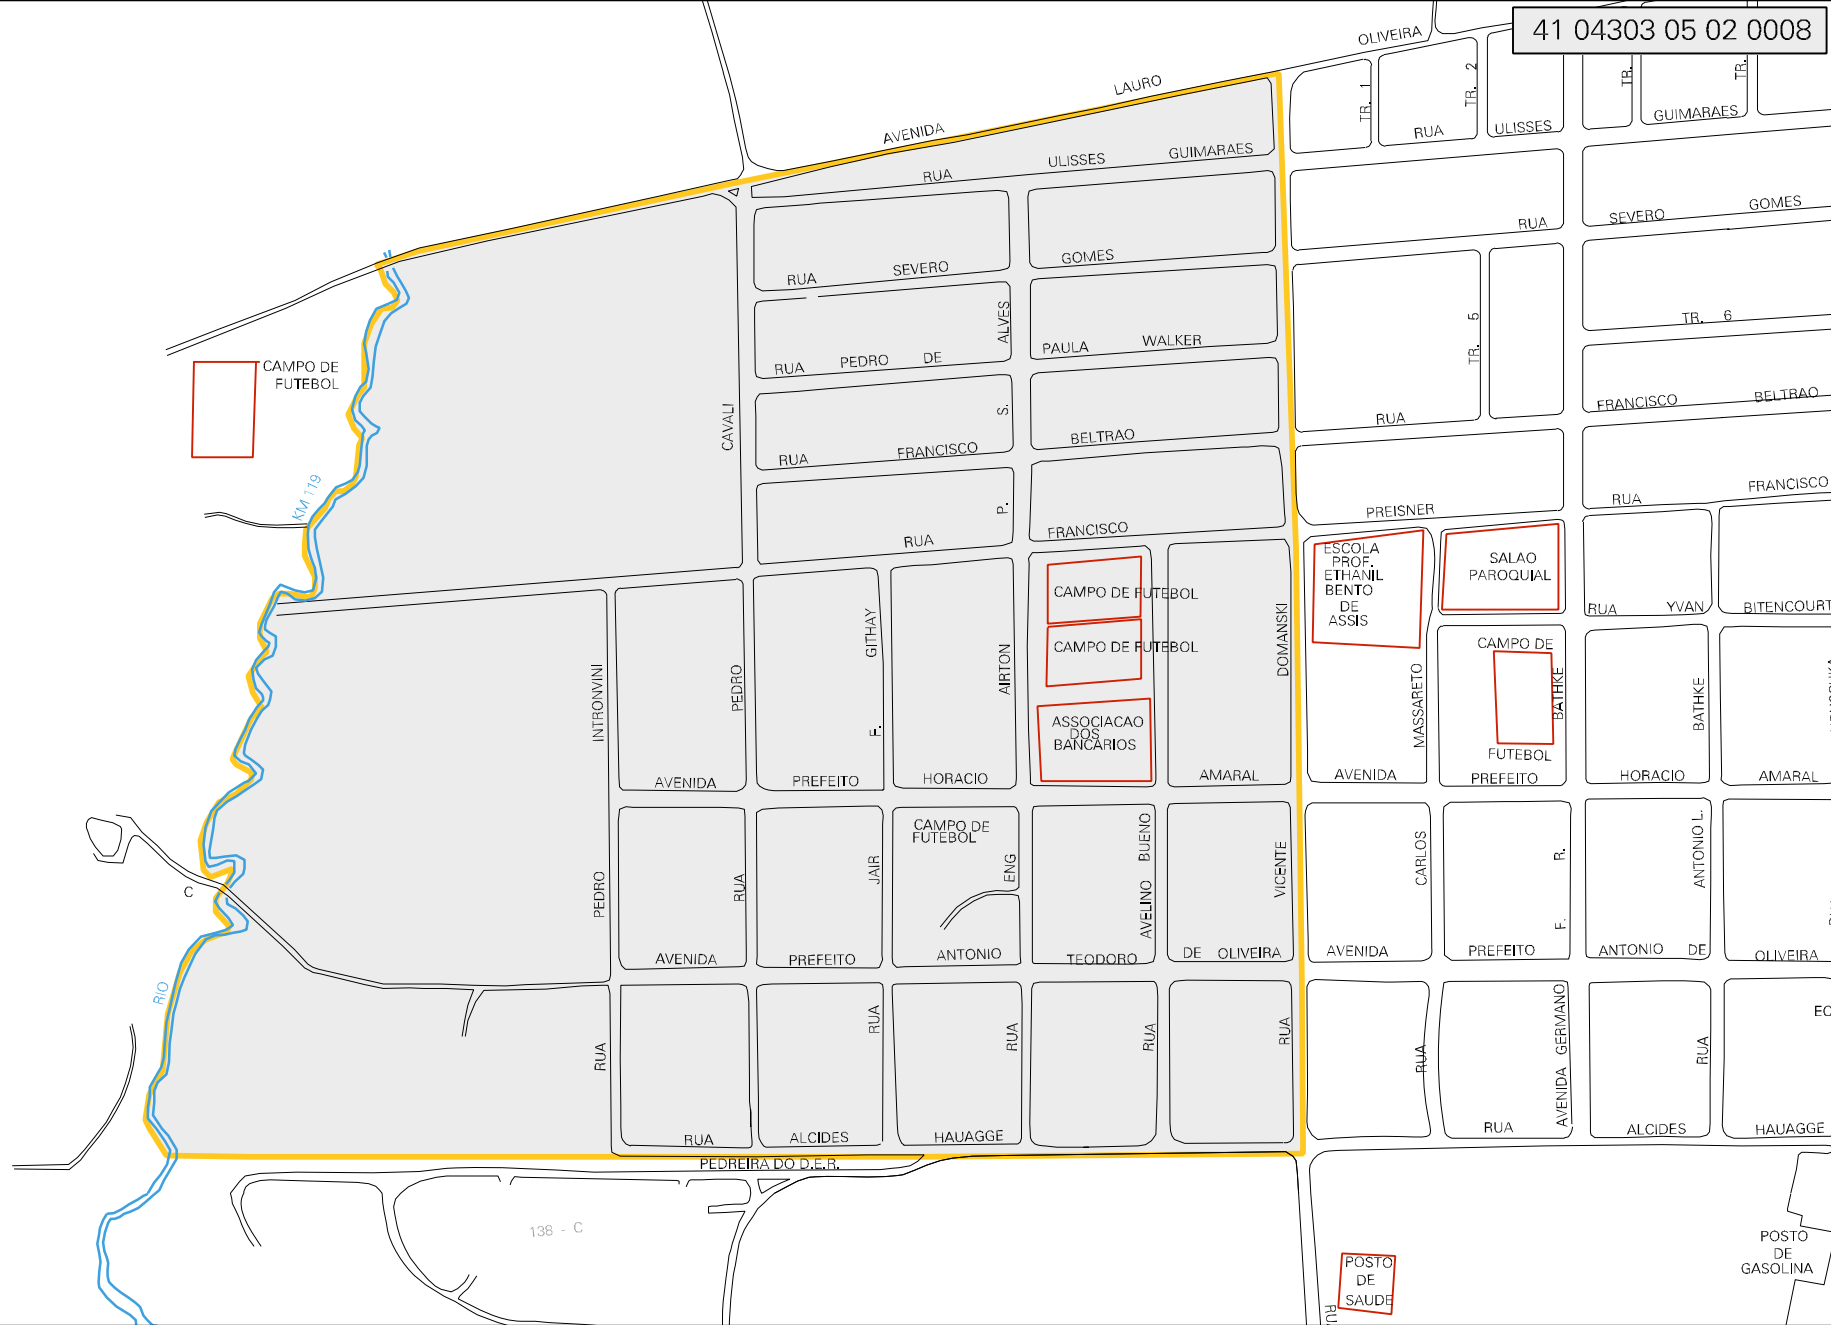 41 04303 05 02 0008
AVENIDA LAURO OLIVEIRA
TR. 1
TR. 2
TR.
TR.
RUA ULISSES GUIMARAES
RUA ULISSES GUIMARAES
RUA SEVERO GOMES
RUA SEVERO GOMES
TR. 5
TR. 6
RUA PEDRO DE PAULA WALKER
CAMPO DE
FUTEBOL
RUA FRANCISCO BELTRAO
RUA FRANCISCO BELTRAO
RUA FRANCISCO PREISNER
RUA FRANCISCO
RIO KM 119
ESCOLA
PROF.
ETHANIL
BENTO
DE
ASSIS
SALAO
PAROQUIAL
CAMPO DE FUTEBOL
CAMPO DE FUTEBOL
ASSOCIACAO
DOS
BANCARIOS
RUA YVAN BITENCOURT
CAMPO DE
FUTEBOL
AVENIDA PREFEITO HORACIO AMARAL
AVENIDA PREFEITO HORACIO AMARAL
CAMPO DE
FUTEBOL
C
AVENIDA PREFEITO ANTONIO TEODORO DE OLIVEIRA
AVENIDA PREFEITO ANTONIO DE OLIVEIRA
RUA PEDRO INTRONVINI
RUA PEDRO CAVALI
RUA JAIR F. GITHAY
RUA ENG AIRTON P. S. ALVES
RUA AVELINO BUENO
RUA VICENTE DOMANSKI
RUA CARLOS MASSARETO
AVENIDA GERMANO F. R. BATHKE
RUA ANTONIO L. BATHKE
EC
RUA ALCIDES HAUAGGE
RUA ALCIDES HAUAGGE
PEDREIRA DO D.E.R.
138 - C
POSTO
DE
SAUDE
POSTO
DE
GASOLINA